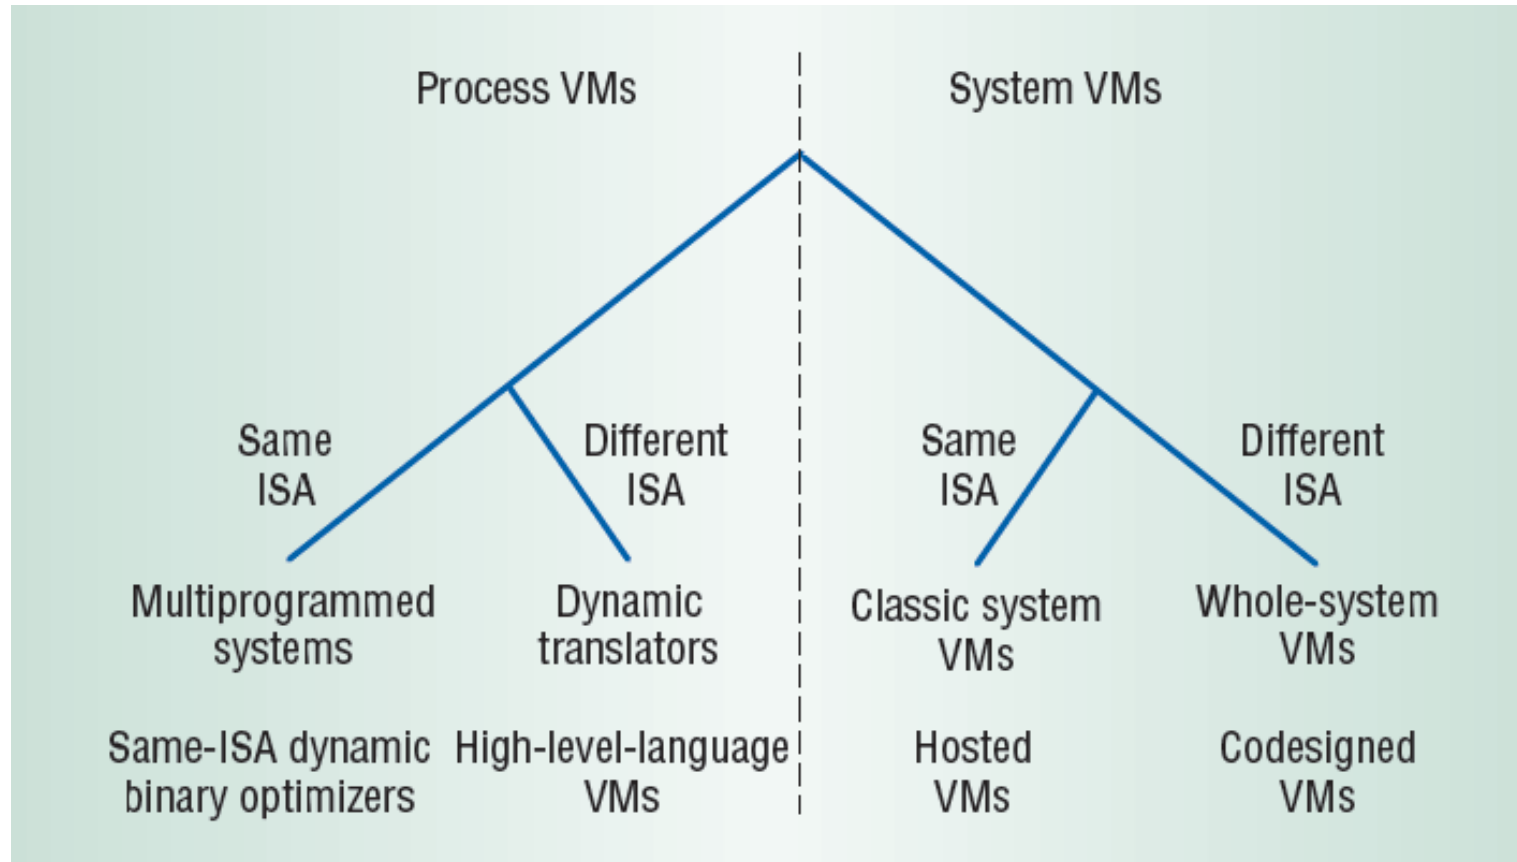 Process VMs
System VMs
Same
ISA
Different
ISA
Same
ISA
Different
ISA
Multiprogrammed
systems
Dynamic
translators
Classic system
VMs
Whole-system
VMs
Same-ISA dynamic
binary optimizers
High-level-language
VMs
Hosted
VMs
Codesigned
VMs